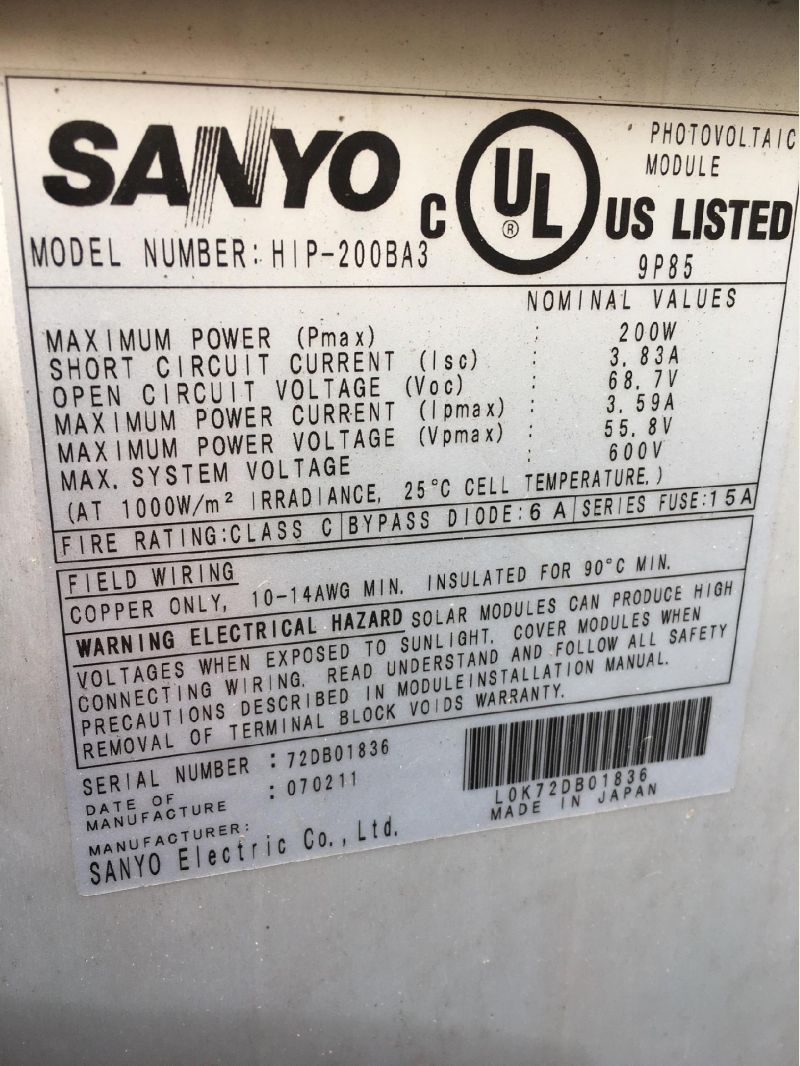 SANYO
C UL ® US LISTED
PHOTOVOLTAIC
MODULE
MODEL NUMBER: HIP-200BA3
9P85
NOMINAL VALUES
MAXIMUM POWER (Pmax) : 200W
SHORT CIRCUIT CURRENT (Isc) : 3.83A
OPEN CIRCUIT VOLTAGE (Voc) : 68.7V
MAXIMUM POWER CURRENT (Ipmax) : 3.59A
MAXIMUM POWER VOLTAGE (Vpmax) : 55.8V
MAX. SYSTEM VOLTAGE : 600V
(AT 1000W/m² IRRADIANCE, 25°C CELL TEMPERATURE.)
FIRE RATING:CLASS C BYPASS DIODE:6 A SERIES FUSE:15A
FIELD WIRING
COPPER ONLY, 10-14AWG MIN. INSULATED FOR 90°C MIN.
WARNING ELECTRICAL HAZARD SOLAR MODULES CAN PRODUCE HIGH
VOLTAGES WHEN EXPOSED TO SUNLIGHT. COVER MODULES WHEN
CONNECTING WIRING. READ UNDERSTAND AND FOLLOW ALL SAFETY
PRECAUTIONS DESCRIBED IN MODULEINSTALLATION MANUAL.
REMOVAL OF TERMINAL BLOCK VOIDS WARRANTY.
SERIAL NUMBER : 72DB01836
DATE OF
MANUFACTURE : 070211
MANUFACTURER:
SANYO Electric Co., Ltd.
L0K72DB01836
MADE IN JAPAN